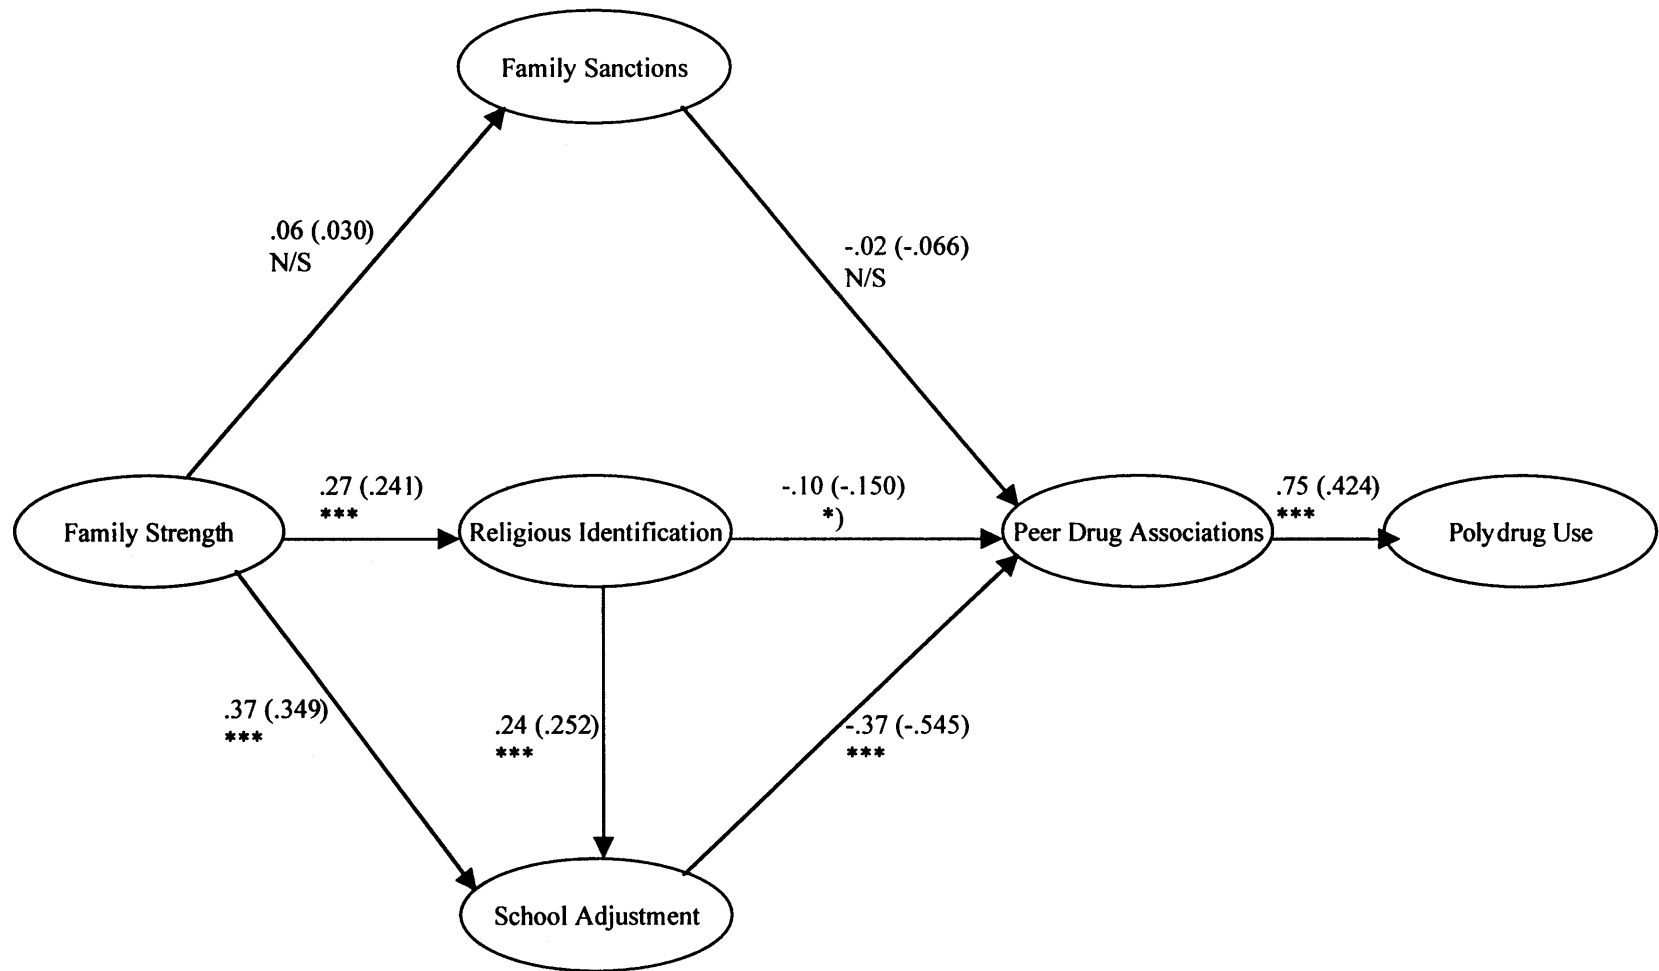 Family Sanctions
.06 (.030)
N/S
-.02 (-.066)
N/S
.27 (.241)
***
-.10 (-.150)
*)
.75 (.424)
***
Family Strength
Religious Identification
Peer Drug Associations
Polydrug Use
.37 (.349)
***
.24 (.252)
***
-.37 (-.545)
***
School Adjustment